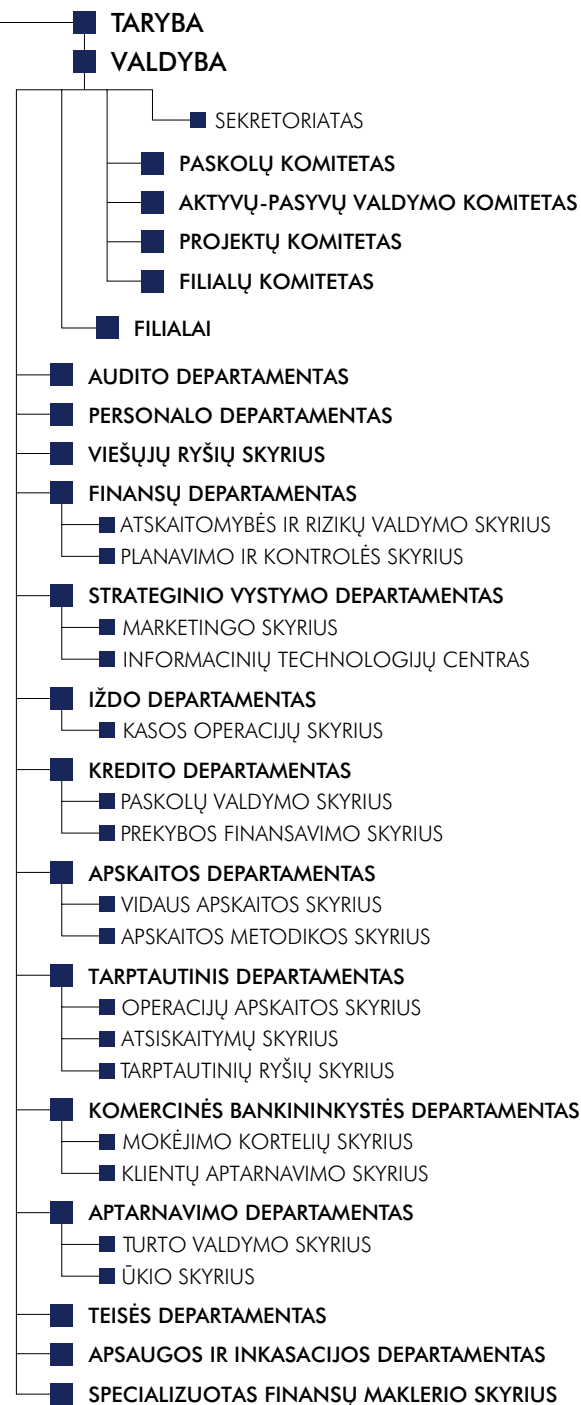 TARYBA
VALDYBA
SEKRETORIATAS
PASKOLŲ KOMITETAS
AKTYVŲ-PASYVŲ VALDYMO KOMITETAS
PROJEKTŲ KOMITETAS
FILIALŲ KOMITETAS
FILIALAI
AUDITO DEPARTAMENTAS
PERSONALO DEPARTAMENTAS
VIEŠŲJŲ RYŠIŲ SKYRIUS
FINANSŲ DEPARTAMENTAS
ATSKAITOMYBĖS IR RIZIKŲ VALDYMO SKYRIUS
PLANAVIMO IR KONTROLĖS SKYRIUS
STRATEGINIO VYSTYMO DEPARTAMENTAS
MARKETINGO SKYRIUS
INFORMACINIŲ TECHNOLOGIJŲ CENTRAS
IŽDO DEPARTAMENTAS
KASOS OPERACIJŲ SKYRIUS
KREDITO DEPARTAMENTAS
PASKOLŲ VALDYMO SKYRIUS
PREKYBOS FINANSAVIMO SKYRIUS
APSKAITOS DEPARTAMENTAS
VIDAUS APSKAITOS SKYRIUS
APSKAITOS METODIKOS SKYRIUS
TARPTAUTINIS DEPARTAMENTAS
OPERACIJŲ APSKAITOS SKYRIUS
ATSISKAITYMŲ SKYRIUS
TARPTAUTINIŲ RYŠIŲ SKYRIUS
KOMERCINĖS BANKININKYSTĖS DEPARTAMENTAS
MOKĖJIMO KORTELIŲ SKYRIUS
KLIENTŲ APTARNAVIMO SKYRIUS
APTARNAVIMO DEPARTAMENTAS
TURTO VALDYMO SKYRIUS
ŪKIO SKYRIUS
TEISĖS DEPARTAMENTAS
APSAUGOS IR INKASACIJOS DEPARTAMENTAS
SPECIALIZUOTAS FINANSŲ MAKLERIO SKYRIUS